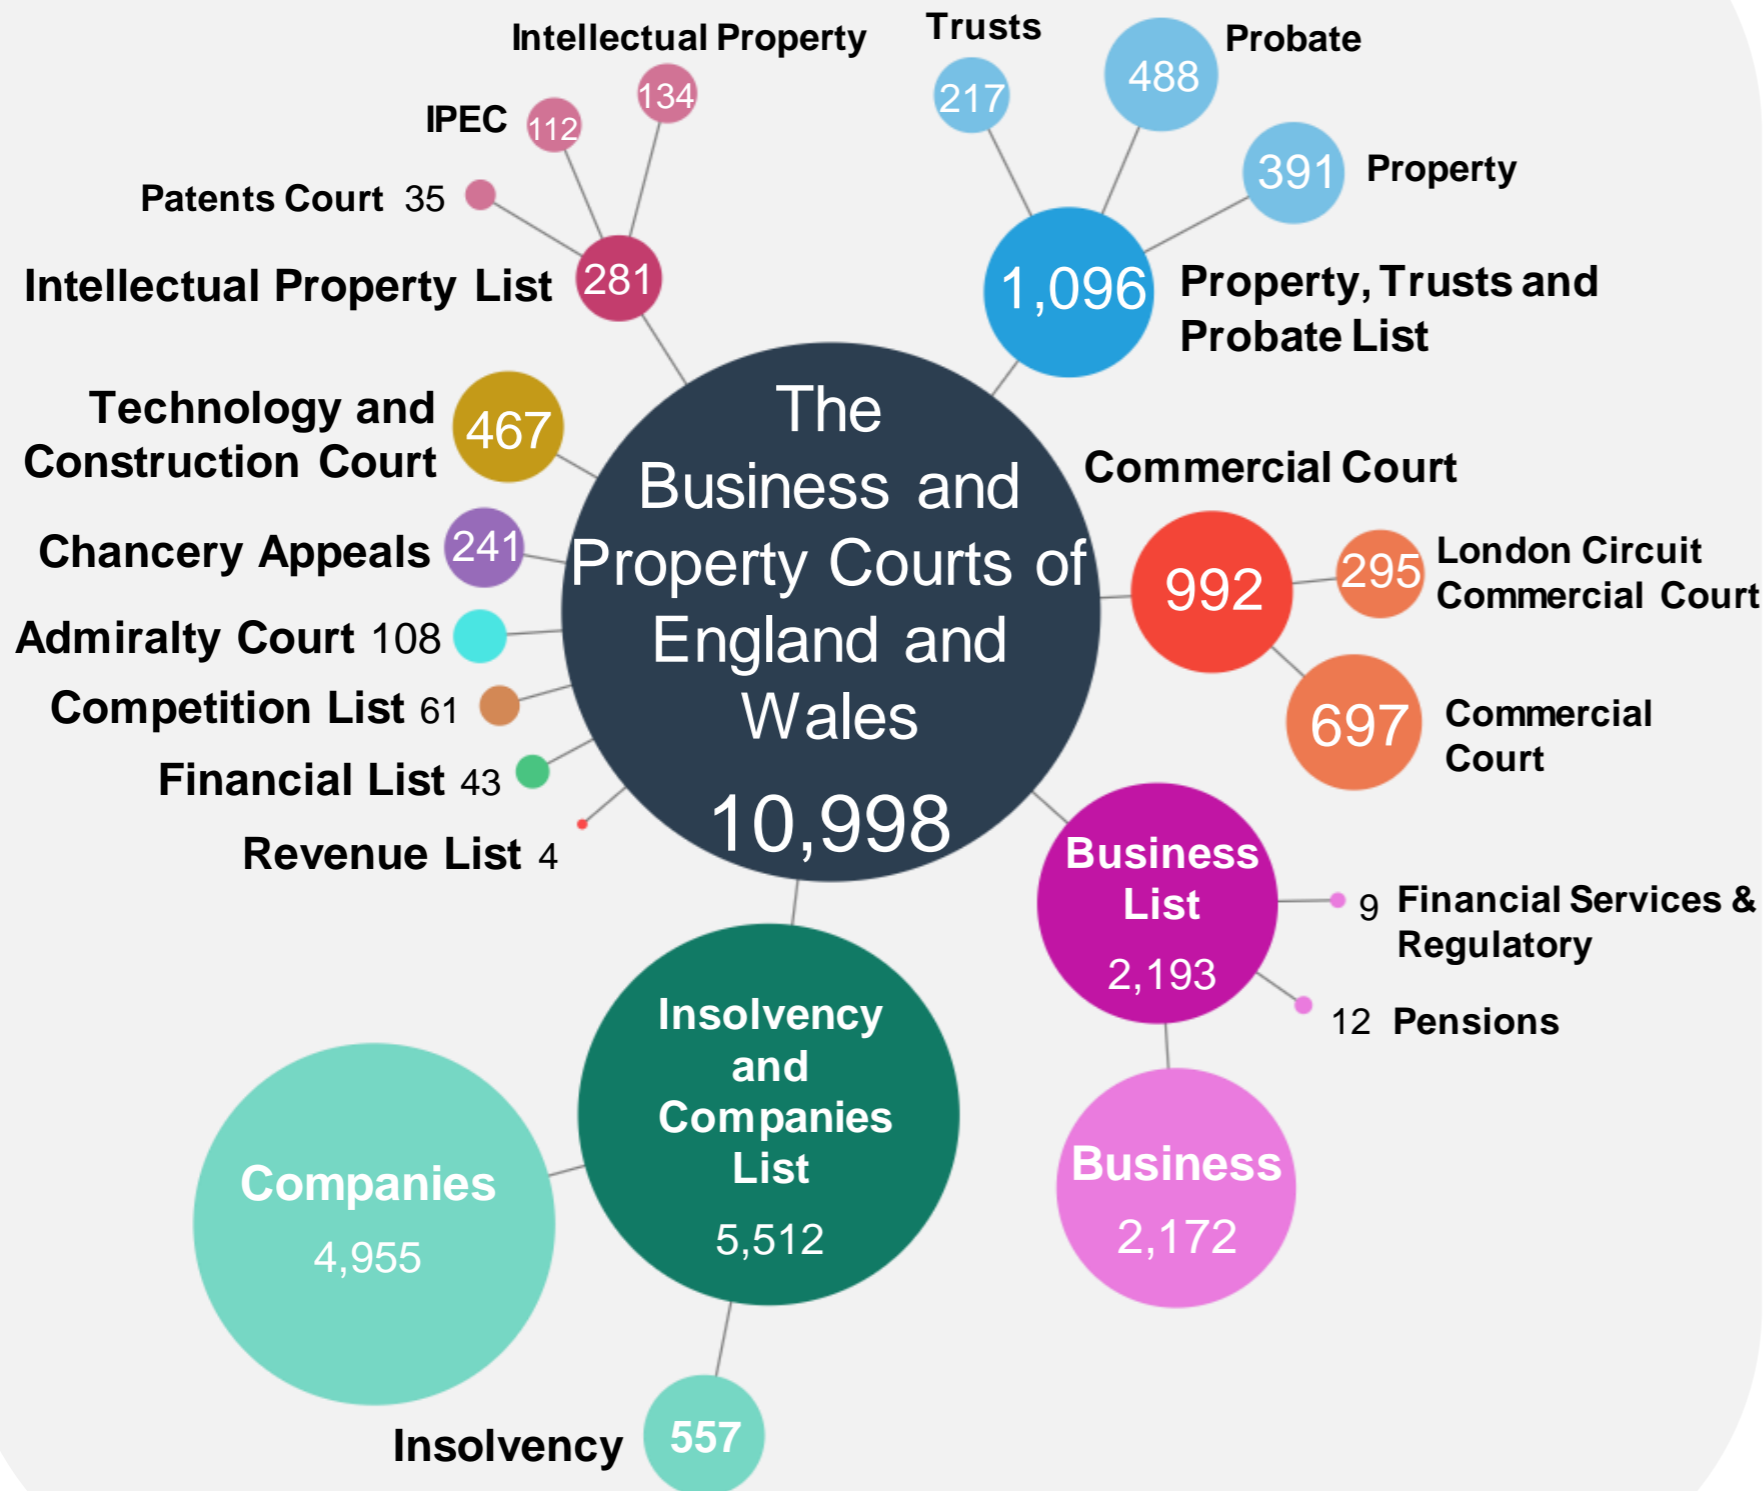 Intellectual Property
134
IPEC 112
Patents Court 35
Intellectual Property List 281
Trusts
217
Probate
488
391 Property
1,096
Property, Trusts and
Probate List
Technology and
Construction Court
467
Chancery Appeals 241
Admiralty Court 108
Competition List 61
Financial List 43
Revenue List 4
The
Business and
Property Courts of
England and
Wales
10,998
Commercial Court
992
295
London Circuit
Commercial Court
697
Commercial
Court
Business
List
2,193
9 Financial Services &
Regulatory
12 Pensions
Business
2,172
Insolvency
and
Companies
List
5,512
Companies
4,955
Insolvency 557